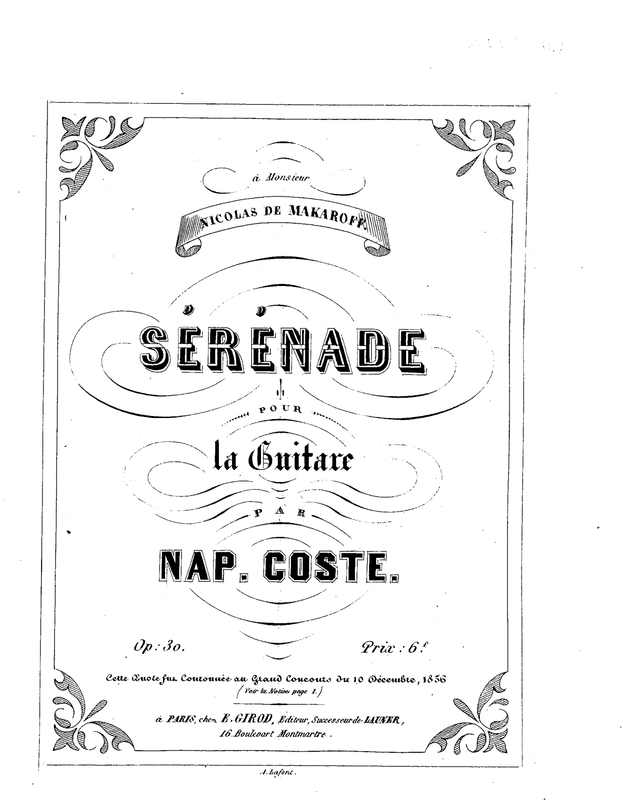 à Monsieur
NICOLAS DE MAKAROFF.
SÉRÉNADE
POUR
la Guitare
PAR
NAP. COSTE.
Op: 30.
Prix: 6f
Cette Œuvre fut Couronnée au Grand Concours du 10 Décembre, 1856
(Voir la Notice page 1.)
à PARIS, chez E. GIROD, Editeur, Successeur de LAUNER,
16 Boulevart Montmartre.
A. Lafont.